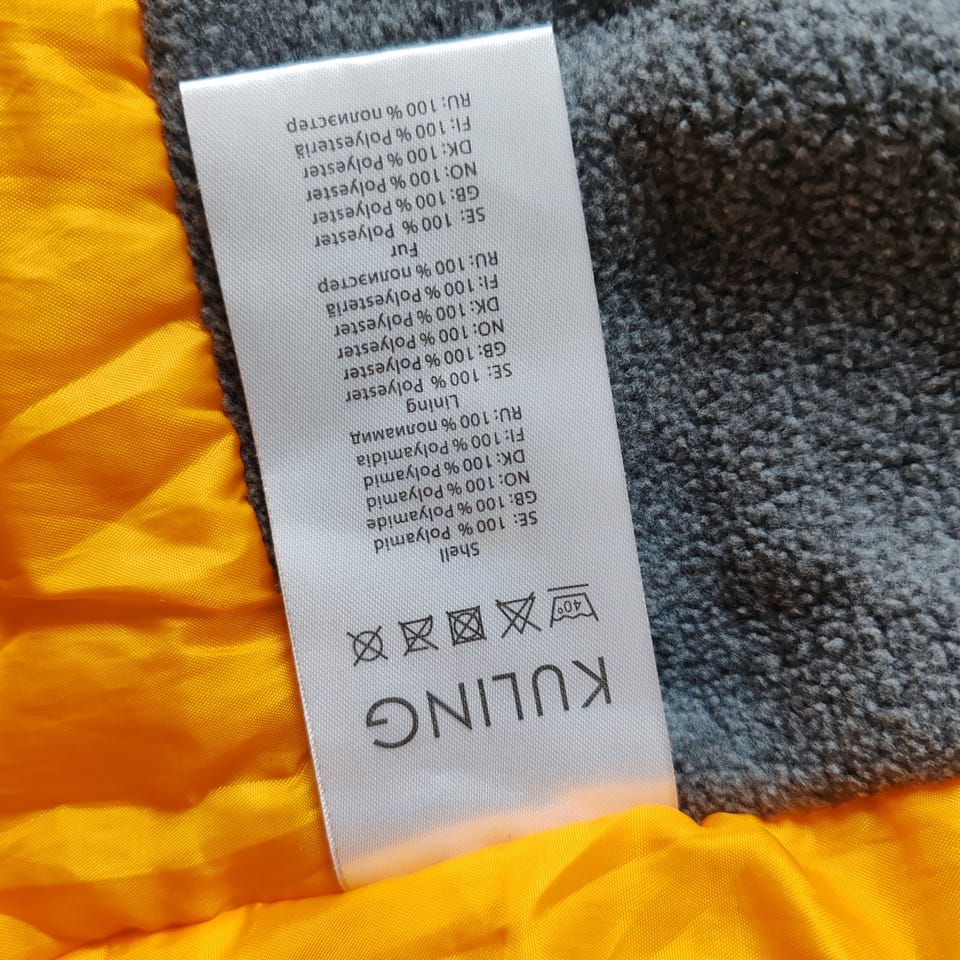 KULING
40°
Shell
SE: 100 % Polyamid
GB: 100 % Polyamide
NO: 100 % Polyamid
DK: 100 % Polyamid
FI: 100 % Polyamidia
RU: 100 % полиамид
Lining
SE: 100 % Polyester
GB: 100 % Polyester
NO: 100 % Polyester
DK: 100 % Polyester
FI: 100 % Polyesteriä
RU: 100 % полиэстер
Fur
SE: 100 % Polyester
GB: 100 % Polyester
NO: 100 % Polyester
DK: 100 % Polyester
FI: 100 % Polyesteriä
RU: 100 % полиэстер